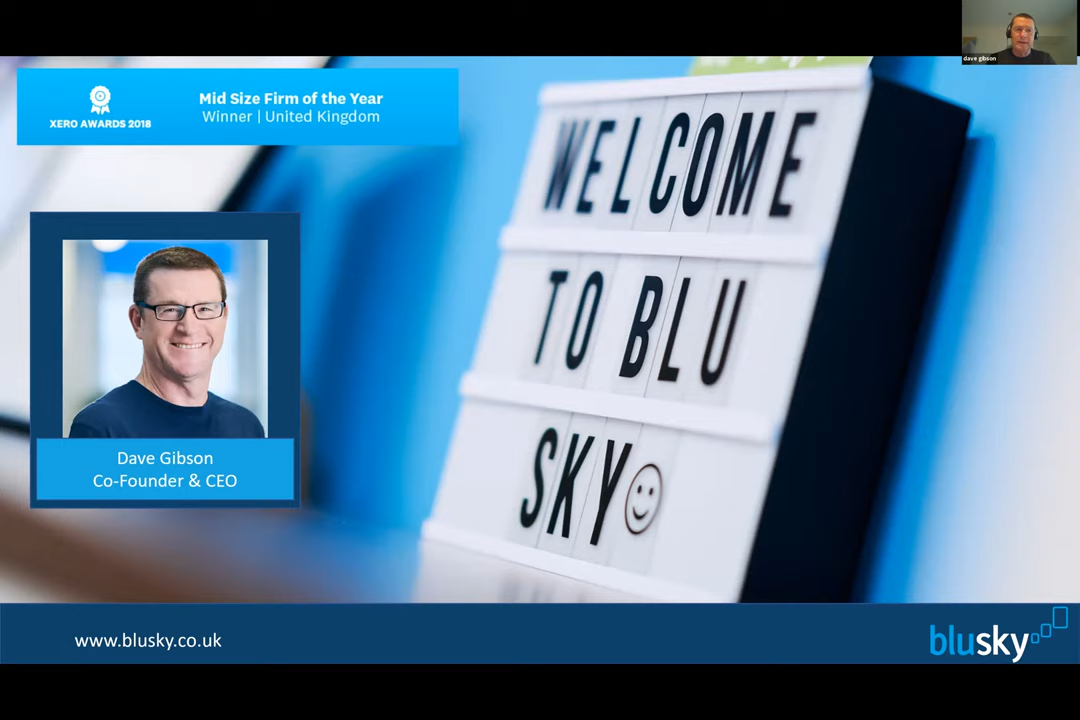 dave gibson
XERO AWARDS 2018
Mid Size Firm of the Year
Winner | United Kingdom
WELCOME
TO BLU
SKY
Dave Gibson
Co-Founder & CEO
www.blusky.co.uk
blusky